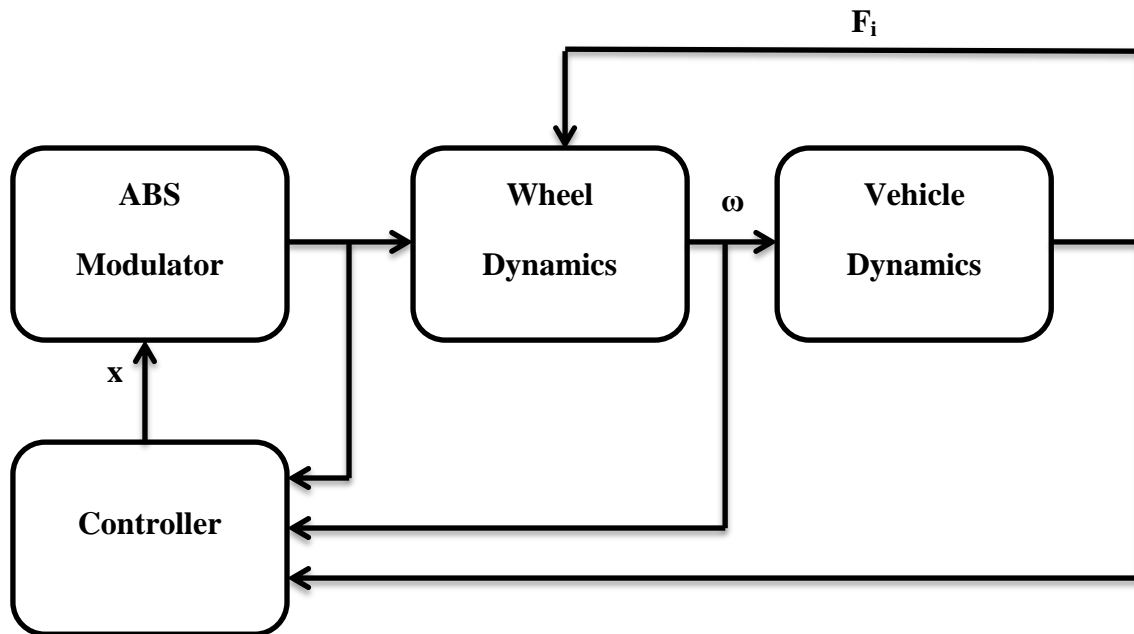 Fᵢ
ABS
Modulator
Wheel
Dynamics
ω
Vehicle
Dynamics
x
Controller